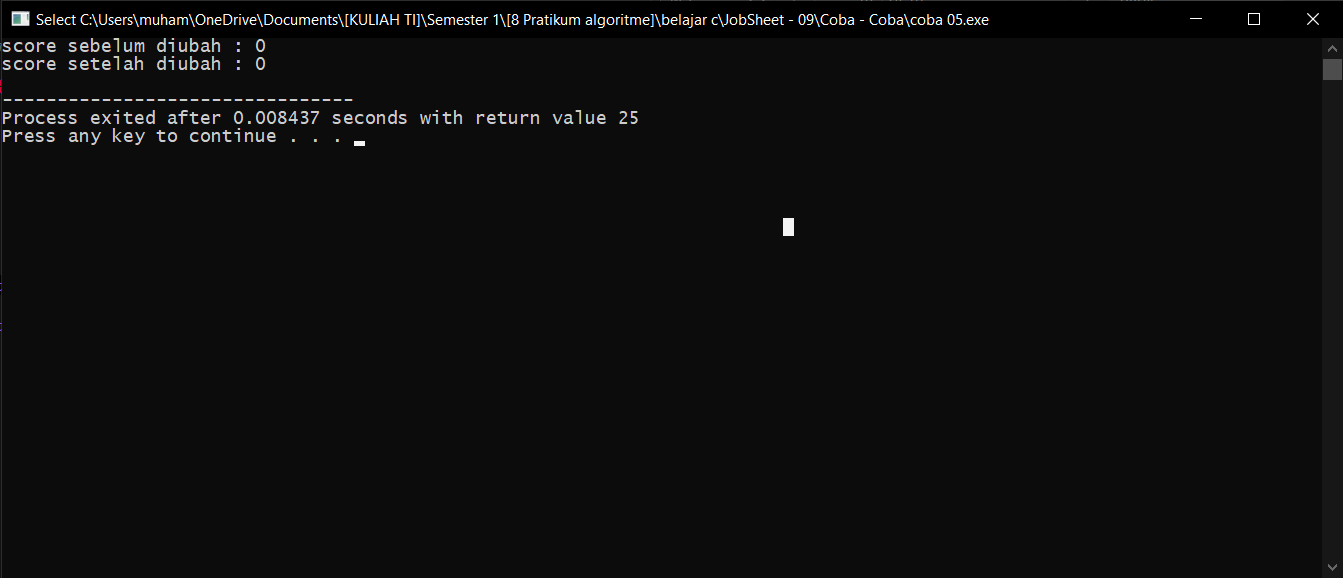 Select C:\Users\muham\OneDrive\Documents\[KULIAH TI]\Semester 1\[8 Pratikum algoritme]\belajar c\JobSheet - 09\Coba - Coba\coba 05.exe
score sebelum diubah : 0
score setelah diubah : 0
--------------------------------
Process exited after 0.008437 seconds with return value 25
Press any key to continue . . .